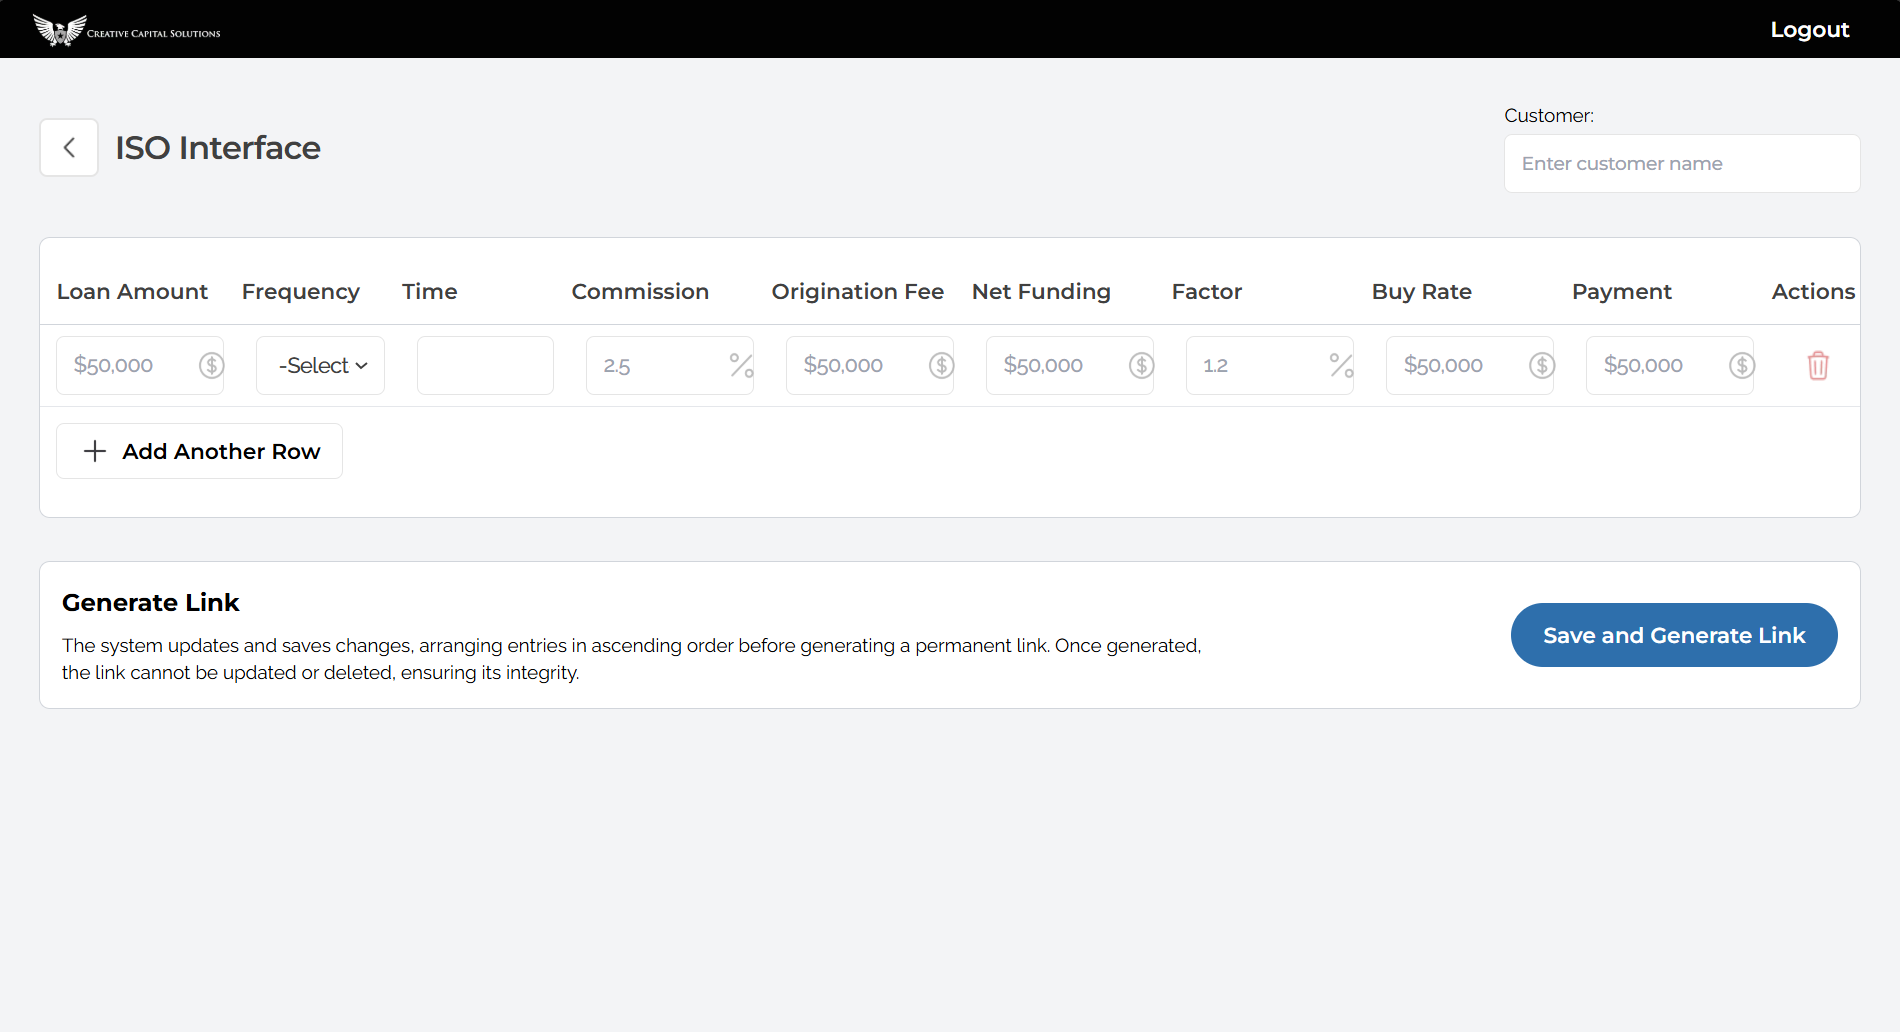 CREATIVE CAPITAL SOLUTIONS
Logout
ISO Interface
Customer:
Enter customer name
Loan Amount Frequency Time Commission Origination Fee Net Funding Factor Buy Rate Payment Actions
$50,000 $ -Select 2.5 % $50,000 $ $50,000 $ 1.2 % $50,000 $ $50,000 $
Add Another Row
Generate Link
The system updates and saves changes, arranging entries in ascending order before generating a permanent link. Once generated,
the link cannot be updated or deleted, ensuring its integrity.
Save and Generate Link